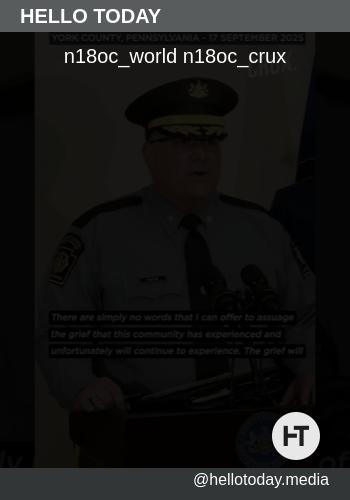 HELLO TODAY
YORK COUNTY, PENNSYLVANIA - 17 SEPTEMBER 2025
n18oc_world n18oc_crux
There are simply no words that I can offer to assuage
the grief that this community has experienced and
unfortunately will continue to experience. The grief will
HT
@hellotoday.media